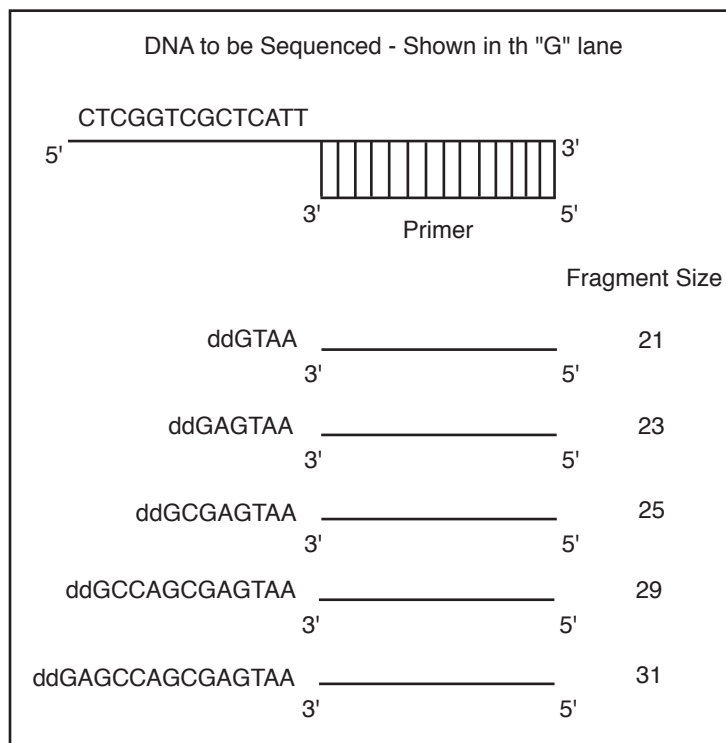 DNA to be Sequenced - Shown in th "G" lane
CTCGGTCGCTCATT
5'
3'
3'
5'
Primer
Fragment Size
ddGTAA
21
3'
5'
ddGAGTAA
23
3'
5'
ddGCGAGTAA
25
3'
5'
ddGCCAGCGAGTAA
29
3'
5'
ddGAGCCAGCGAGTAA
31
3'
5'